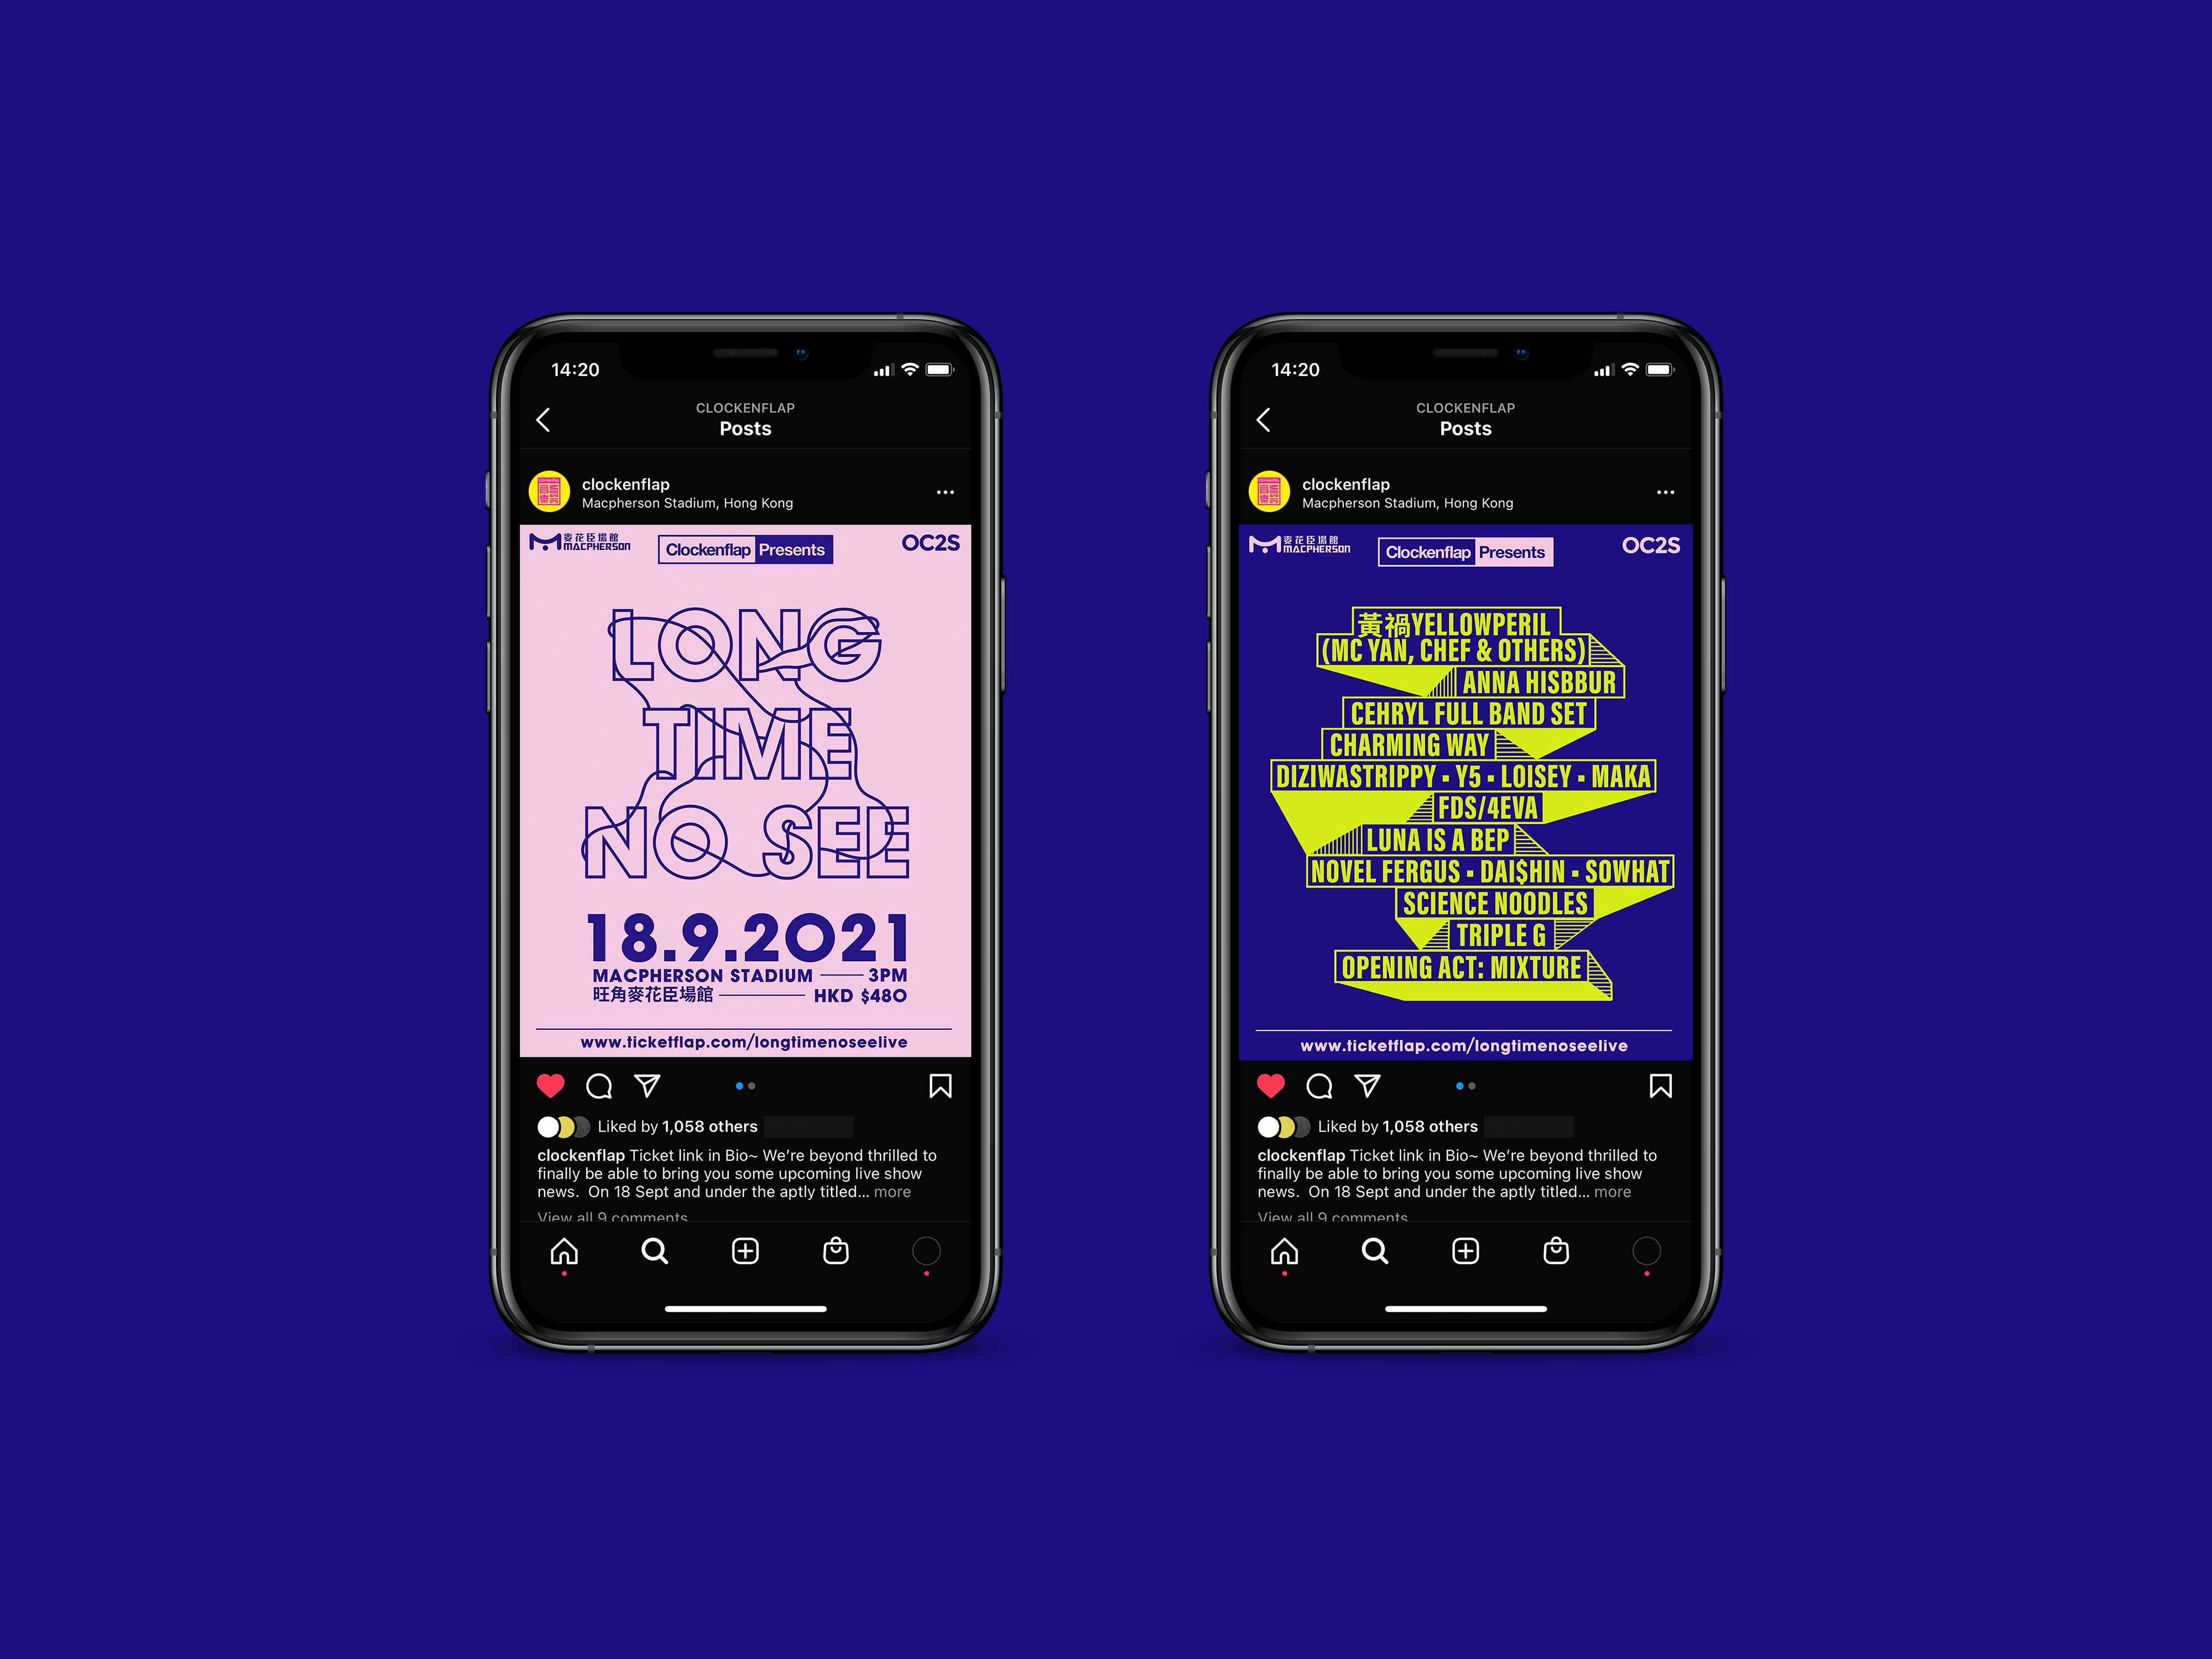 14:20
CLOCKENFLAP
Posts
clockenflap
Macpherson Stadium, Hong Kong
麥花臣場館
MACPHERSON
Clockenflap Presents
OC2S
LONG
TIME
NO SEE
18.9.2021
MACPHERSON STADIUM 3PM
旺角麥花臣場館 HKD $480
www.ticketflap.com/longtimenoseelive
Liked by 1,058 others
clockenflap Ticket link in Bio~ We're beyond thrilled to
finally be able to bring you some upcoming live show
news. On 18 Sept and under the aptly titled... more
View all 9 comments
14:20
CLOCKENFLAP
Posts
clockenflap
Macpherson Stadium, Hong Kong
麥花臣場館
MACPHERSON
Clockenflap Presents
OC2S
黃禍YELLOWPERIL
(MC YAN, CHEF & OTHERS)
ANNA HISBBUR
CEHRYL FULL BAND SET
CHARMING WAY
DIZIWASTRIPPY ▪ Y5 ▪ LOISEY ▪ MAKA
FDS/4EVA
LUNA IS A BEP
NOVEL FERGUS ▪ DAI$HIN ▪ SOWHAT
SCIENCE NOODLES
TRIPLE G
OPENING ACT: MIXTURE
www.ticketflap.com/longtimenoseelive
Liked by 1,058 others
clockenflap Ticket link in Bio~ We're beyond thrilled to
finally be able to bring you some upcoming live show
news. On 18 Sept and under the aptly titled... more
View all 9 comments